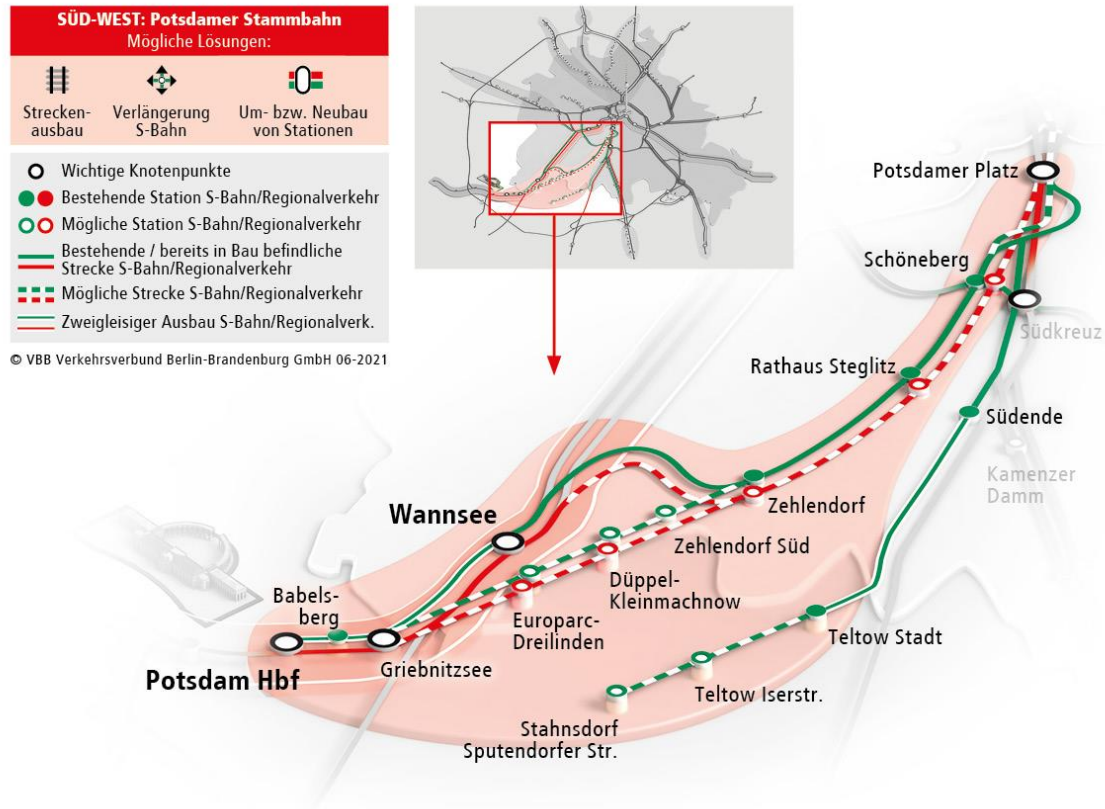 SÜD-WEST: Potsdamer Stammbahn
Mögliche Lösungen:
Strecken-
ausbau
Verlängerung
S-Bahn
Um- bzw. Neubau
von Stationen
Wichtige Knotenpunkte
Bestehende Station S-Bahn/Regionalverkehr
Mögliche Station S-Bahn/Regionalverkehr
Bestehende / bereits in Bau befindliche
Strecke S-Bahn/Regionalverkehr
Mögliche Strecke S-Bahn/Regionalverkehr
Zweigleisiger Ausbau S-Bahn/Regionalverk.
© VBB Verkehrsverbund Berlin-Brandenburg GmbH 06-2021
Potsdamer Platz
Schöneberg
Südkreuz
Rathaus Steglitz
Südende
Kamenzer
Damm
Zehlendorf
Wannsee
Zehlendorf Süd
Düppel-
Kleinmachnow
Babels-
berg
Europarc-
Dreilinden
Griebnitzsee
Potsdam Hbf
Teltow Stadt
Teltow Iserstr.
Stahnsdorf
Sputendorfer Str.